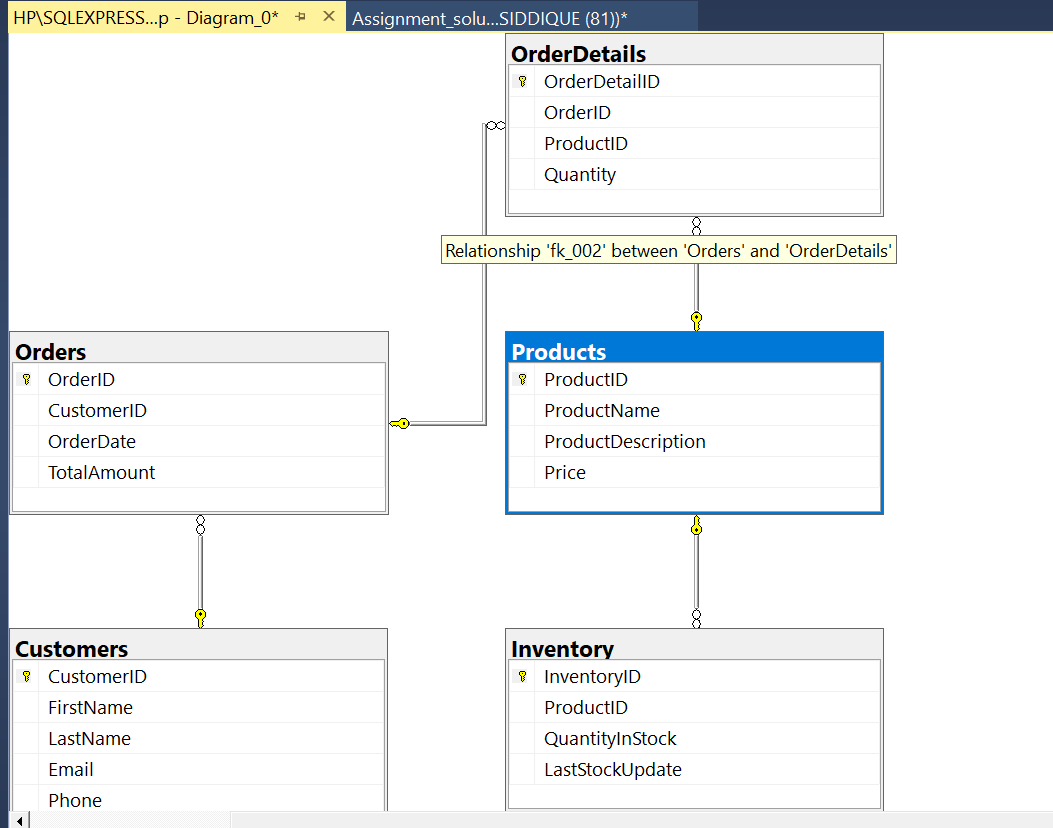 HP\SQLEXPRESS...p - Diagram_0*
Assignment_solu...SIDDIQUE (81))*
OrderDetails
OrderDetailID
OrderID
ProductID
Quantity
Relationship 'fk_002' between 'Orders' and 'OrderDetails'
Orders
OrderID
CustomerID
OrderDate
TotalAmount
Products
ProductID
ProductName
ProductDescription
Price
Customers
CustomerID
FirstName
LastName
Email
Phone
Inventory
InventoryID
ProductID
QuantityInStock
LastStockUpdate